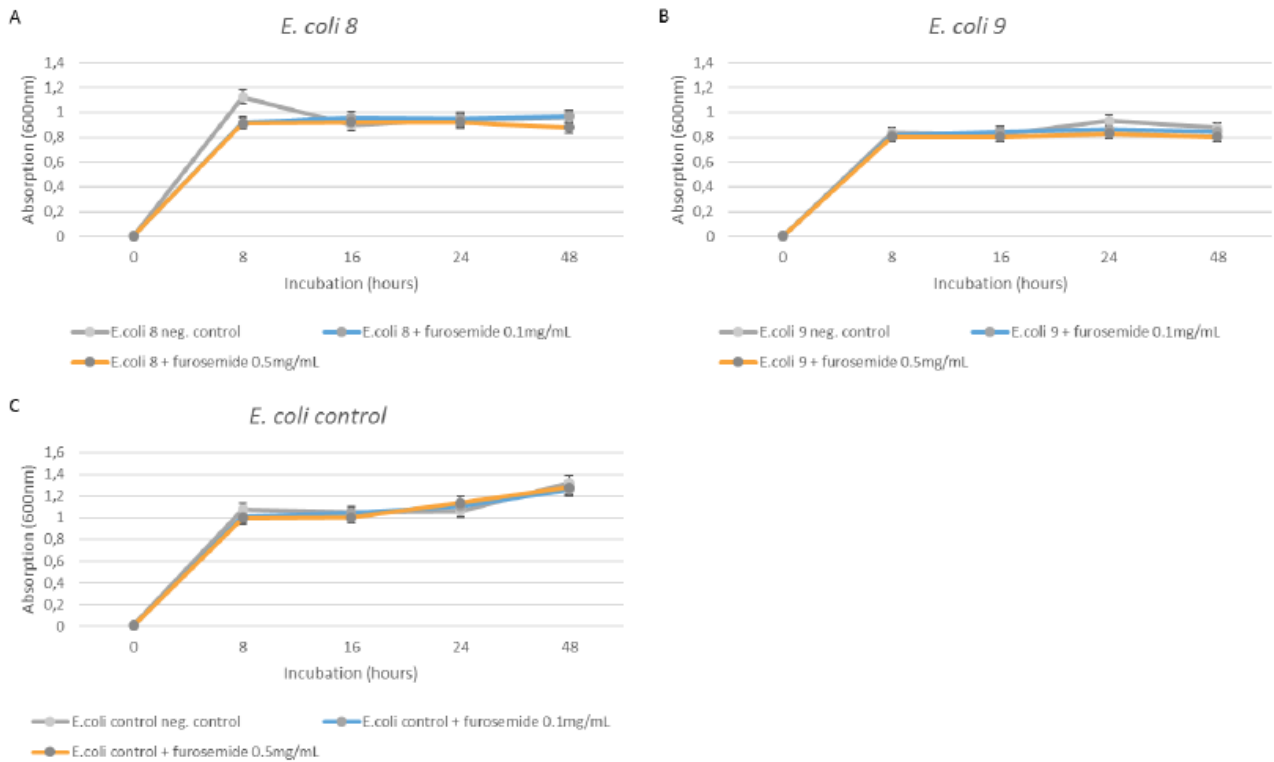 A
E. coli 8
1,4
1,2
1
0,8
0,6
0,4
0,2
0
Absorption (600nm)
0 8 16 24 48
Incubation (hours)
E.coli 8 neg. control E.coli 8 + furosemide 0.1mg/mL
E.coli 8 + furosemide 0.5mg/mL
B
E. coli 9
1,4
1,2
1
0,8
0,6
0,4
0,2
0
Absorption (600nm)
0 8 16 24 48
Incubation (hours)
E.coli 9 neg. control E.coli 9 + furosemide 0.1mg/mL
E.coli 9 + furosemide 0.5mg/mL
C
E. coli control
1,6
1,4
1,2
1
0,8
0,6
0,4
0,2
0
Absorption (600nm)
0 8 16 24 48
Incubation (hours)
E.coli control neg. control E.coli control + furosemide 0.1mg/mL
E.coli control + furosemide 0.5mg/mL